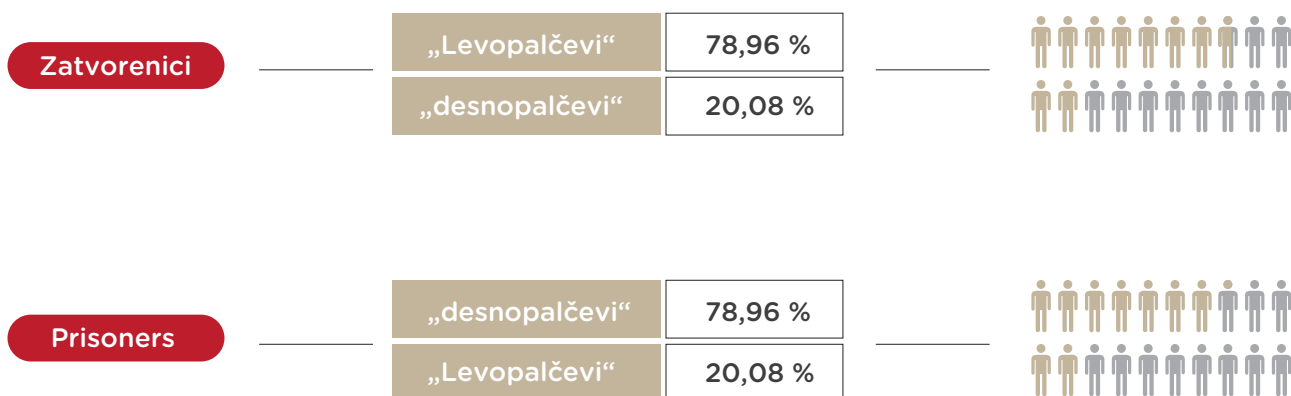 Zatvorenici
„Levopalčevi“ 78,96 %
„desnopalčevi“ 20,08 %
Prisoners
„desnopalčevi“ 78,96 %
„Levopalčevi“ 20,08 %